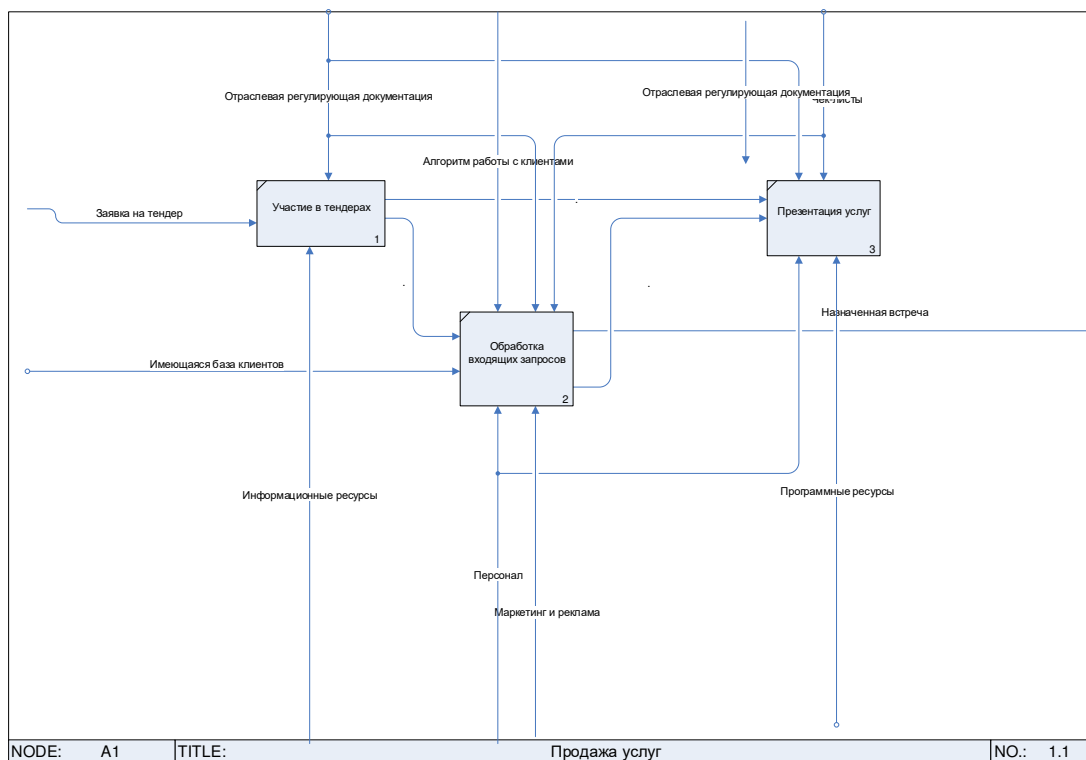 Отраслевая регулирующая документация
Отраслевая регулирующая документация
Чек-листы
Алгоритм работы с клиентами
Заявка на тендер
Участие в тендерах
1
Презентация услуг
3
Назначенная встреча
Обработка
входящих запросов
2
Имеющаяся база клиентов
Информационные ресурсы
Программные ресурсы
Персонал
Маркетинг и реклама
NODE: A1 TITLE: Продажа услуг NO.: 1.1